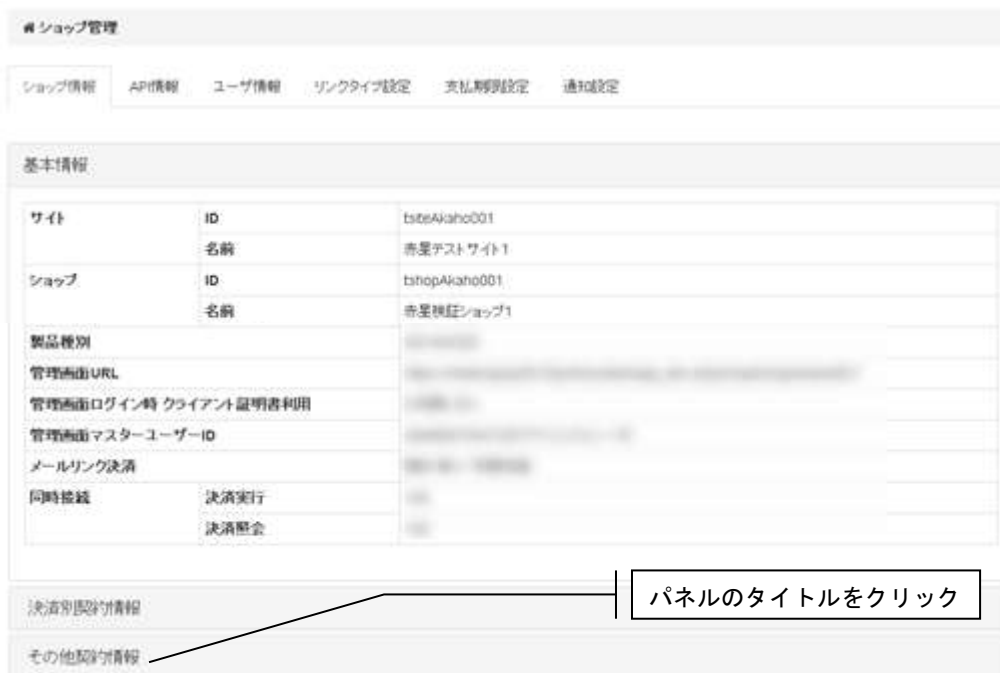 ショップ管理
ショップ情報 API情報 ユーザ情報 リンクタイプ設定 支払期限設定 通知設定
基本情報
サイト ID tsiteAkaho001
名前 赤星テストサイト1
ショップ ID tshopAkaho001
名前 赤星検証ショップ1
製品種別
管理画面URL
管理画面ログイン時 クライアント証明書利用
管理画面マスターユーザーID
メールリンク決済
同時接続 決済実行
決済照会
パネルのタイトルをクリック
決済別契約情報
その他契約情報